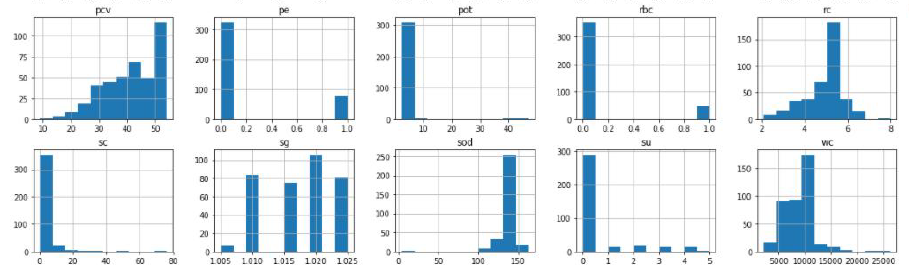 pcv pe pot rbc rc
100 300 300 300 150
75 200 200 200 100
50 100 100 100 50
25
0 0 0 0 0
10 20 30 40 50 0.0 0.2 0.4 0.6 0.8 1.0 10 20 30 40 0.0 0.2 0.4 0.6 0.8 1.0 2 4 6 8
sc sg sod su wc
300 100 250 300 150
200 80 200 200 100
100 60 150 100 50
40 100
20 50
0 0 0 0 0
0 20 40 60 80 1.005 1.010 1.015 1.020 1.025 0 50 100 150 0 1 2 3 4 5 5000 10000 15000 20000 25000